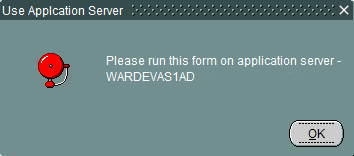 Use Applcation Server
Please run this form on application server -
WARDEVAS1AD
OK